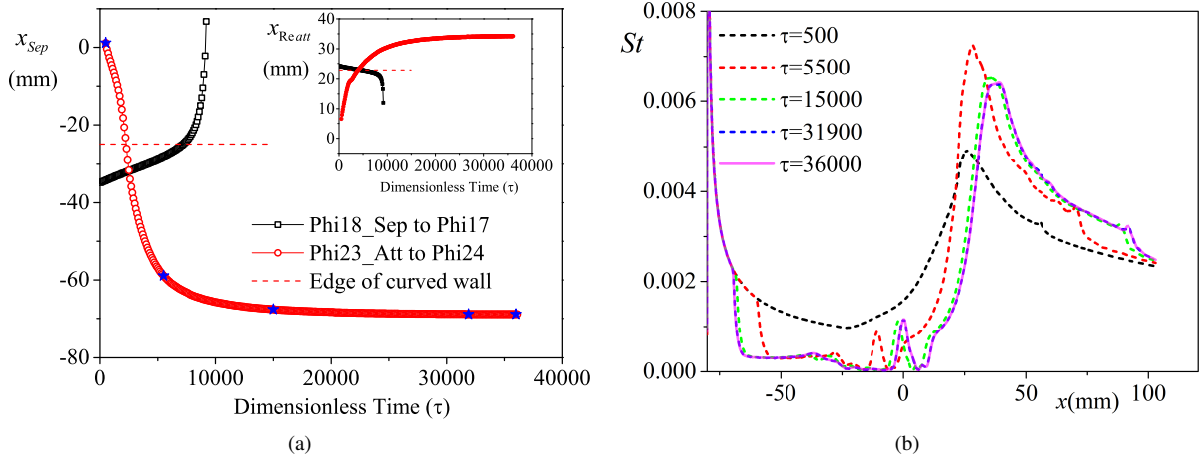 x_Sep
(mm)
0
-20
-40
-60
-80
0
10000
20000
30000
40000
Dimensionless Time (τ)
x_Reatt
(mm)
40
30
20
10
0
0
10000
20000
30000
40000
Dimensionless Time (τ)
Phi18_Sep to Phi17
Phi23_Att to Phi24
Edge of curved wall
(a)
St
0.008
0.006
0.004
0.002
0.000
τ=500
τ=5500
τ=15000
τ=31900
τ=36000
-50
0
50
100
x(mm)
(b)